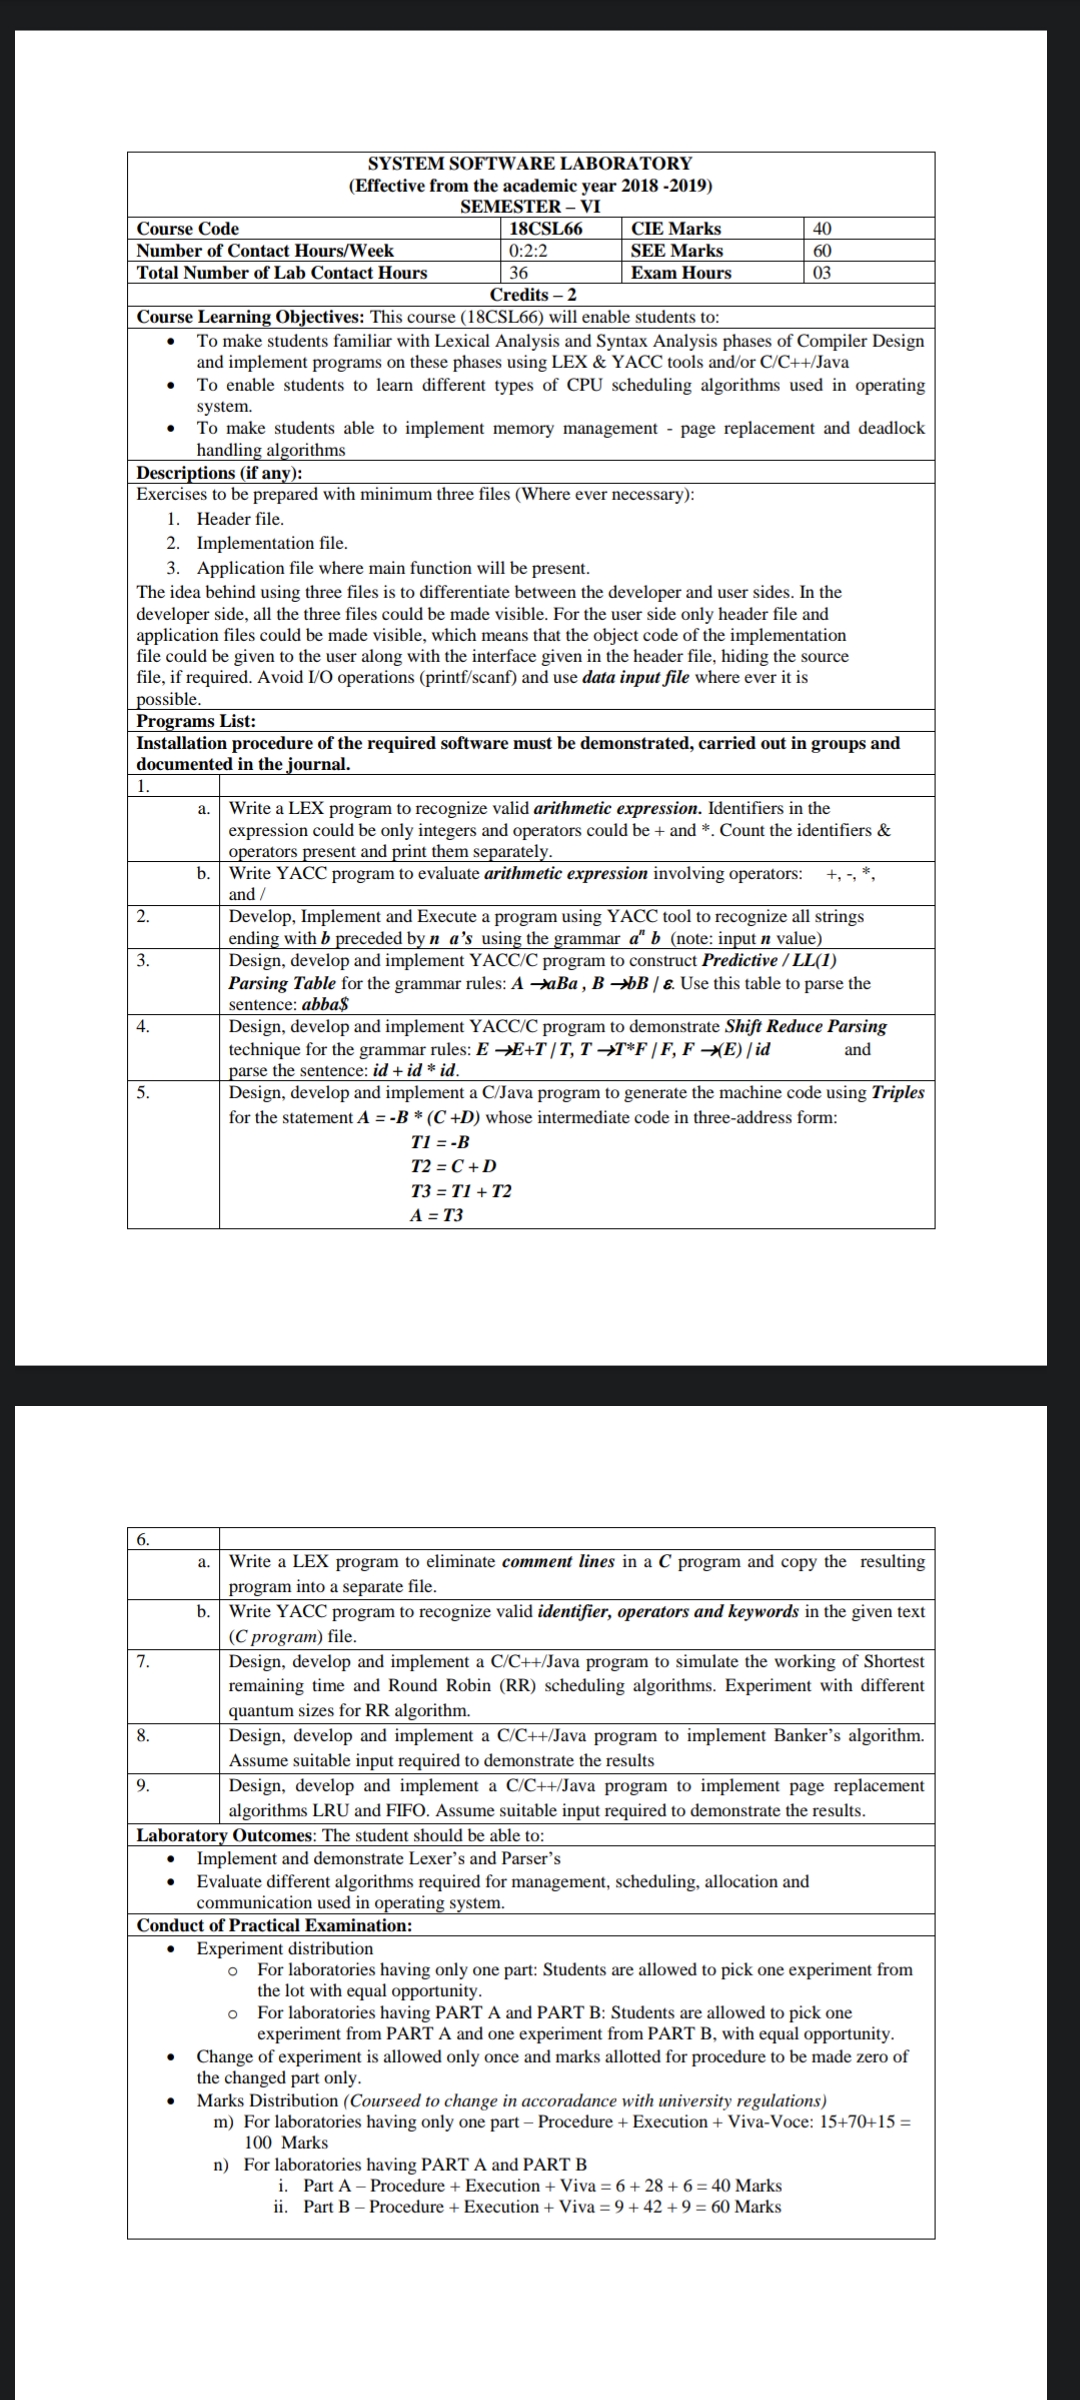 SYSTEM SOFTWARE LABORATORY
(Effective from the academic year 2018 -2019)
SEMESTER – VI
Course Code 18CSL66 CIE Marks 40
Number of Contact Hours/Week 0:2:2 SEE Marks 60
Total Number of Lab Contact Hours 36 Exam Hours 03
Credits – 2
Course Learning Objectives: This course (18CSL66) will enable students to:
• To make students familiar with Lexical Analysis and Syntax Analysis phases of Compiler Design
and implement programs on these phases using LEX & YACC tools and/or C/C++/Java
• To enable students to learn different types of CPU scheduling algorithms used in operating
system.
• To make students able to implement memory management - page replacement and deadlock
handling algorithms
Descriptions (if any):
Exercises to be prepared with minimum three files (Where ever necessary):
1. Header file.
2. Implementation file.
3. Application file where main function will be present.
The idea behind using three files is to differentiate between the developer and user sides. In the
developer side, all the three files could be made visible. For the user side only header file and
application files could be made visible, which means that the object code of the implementation
file could be given to the user along with the interface given in the header file, hiding the source
file, if required. Avoid I/O operations (printf/scanf) and use data input file where ever it is
possible.
Programs List:
Installation procedure of the required software must be demonstrated, carried out in groups and
documented in the journal.
1.
a. Write a LEX program to recognize valid arithmetic expression. Identifiers in the
expression could be only integers and operators could be + and *. Count the identifiers &
operators present and print them separately.
b. Write YACC program to evaluate arithmetic expression involving operators: +, -, *,
and /
2. Develop, Implement and Execute a program using YACC tool to recognize all strings
ending with b preceded by n a’s using the grammar aⁿ b (note: input n value)
3. Design, develop and implement YACC/C program to construct Predictive / LL(1)
Parsing Table for the grammar rules: A →aBa , B →bB | ε. Use this table to parse the
sentence: abba$
4. Design, develop and implement YACC/C program to demonstrate Shift Reduce Parsing
technique for the grammar rules: E →E+T | T, T →T*F | F, F →(E) | id and
parse the sentence: id + id * id.
5. Design, develop and implement a C/Java program to generate the machine code using Triples
for the statement A = -B * (C +D) whose intermediate code in three-address form:
T1 = -B
T2 = C + D
T3 = T1 + T2
A = T3
6.
a. Write a LEX program to eliminate comment lines in a C program and copy the resulting
program into a separate file.
b. Write YACC program to recognize valid identifier, operators and keywords in the given text
(C program) file.
7. Design, develop and implement a C/C++/Java program to simulate the working of Shortest
remaining time and Round Robin (RR) scheduling algorithms. Experiment with different
quantum sizes for RR algorithm.
8. Design, develop and implement a C/C++/Java program to implement Banker’s algorithm.
Assume suitable input required to demonstrate the results
9. Design, develop and implement a C/C++/Java program to implement page replacement
algorithms LRU and FIFO. Assume suitable input required to demonstrate the results.
Laboratory Outcomes: The student should be able to:
• Implement and demonstrate Lexer’s and Parser’s
• Evaluate different algorithms required for management, scheduling, allocation and
communication used in operating system.
Conduct of Practical Examination:
• Experiment distribution
o For laboratories having only one part: Students are allowed to pick one experiment from
the lot with equal opportunity.
o For laboratories having PART A and PART B: Students are allowed to pick one
experiment from PART A and one experiment from PART B, with equal opportunity.
• Change of experiment is allowed only once and marks allotted for procedure to be made zero of
the changed part only.
• Marks Distribution (Courseed to change in accoradance with university regulations)
m) For laboratories having only one part – Procedure + Execution + Viva-Voce: 15+70+15 =
100 Marks
n) For laboratories having PART A and PART B
i. Part A – Procedure + Execution + Viva = 6 + 28 + 6 = 40 Marks
ii. Part B – Procedure + Execution + Viva = 9 + 42 + 9 = 60 Marks